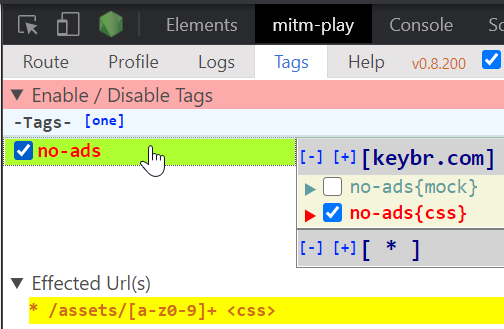 Elements mitm-play Sources
Route Profile Logs Tags Help v0.8.200
Enable / Disable Tags
-Tags- [one]
no-ads
[-] [+][keybr.com]
no-ads{mock}
no-ads{css}
[-] [+][ * ]
Effected Url(s)
* /assets/[a-z0-9]+ <css>